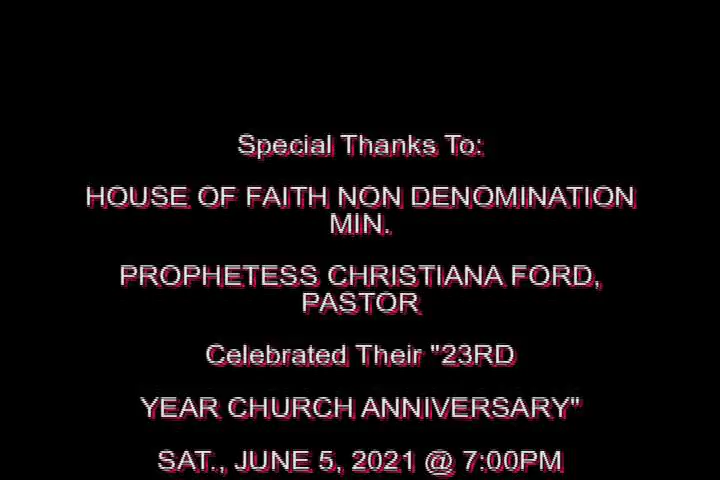 Special Thanks To:
HOUSE OF FAITH NON DENOMINATION
MIN.
PROPHETESS CHRISTIANA FORD,
PASTOR
Celebrated Their "23RD
YEAR CHURCH ANNIVERSARY"
SAT., JUNE 5, 2021 @ 7:00PM